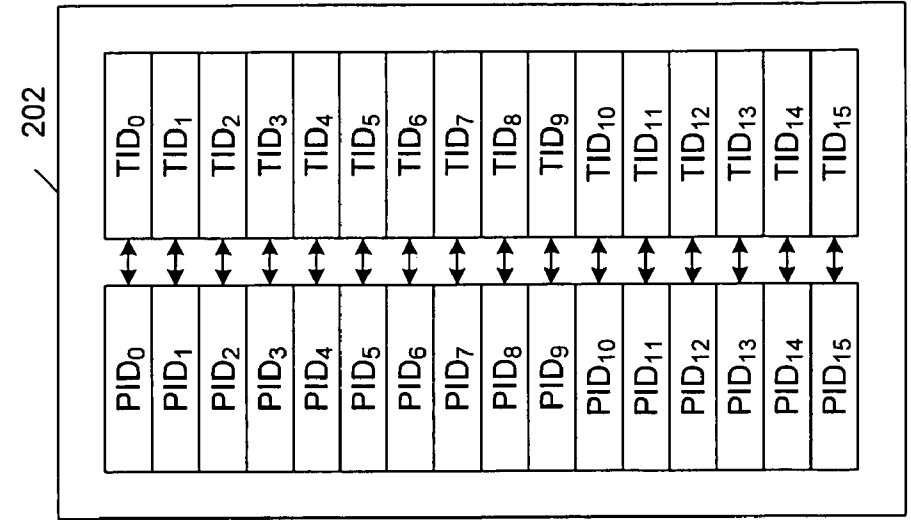 202
TID₀
TID₁
TID₂
TID₃
TID₄
TID₅
TID₆
TID₇
TID₈
TID₉
TID₁₀
TID₁₁
TID₁₂
TID₁₃
TID₁₄
TID₁₅
PID₀
PID₁
PID₂
PID₃
PID₄
PID₅
PID₆
PID₇
PID₈
PID₉
PID₁₀
PID₁₁
PID₁₂
PID₁₃
PID₁₄
PID₁₅